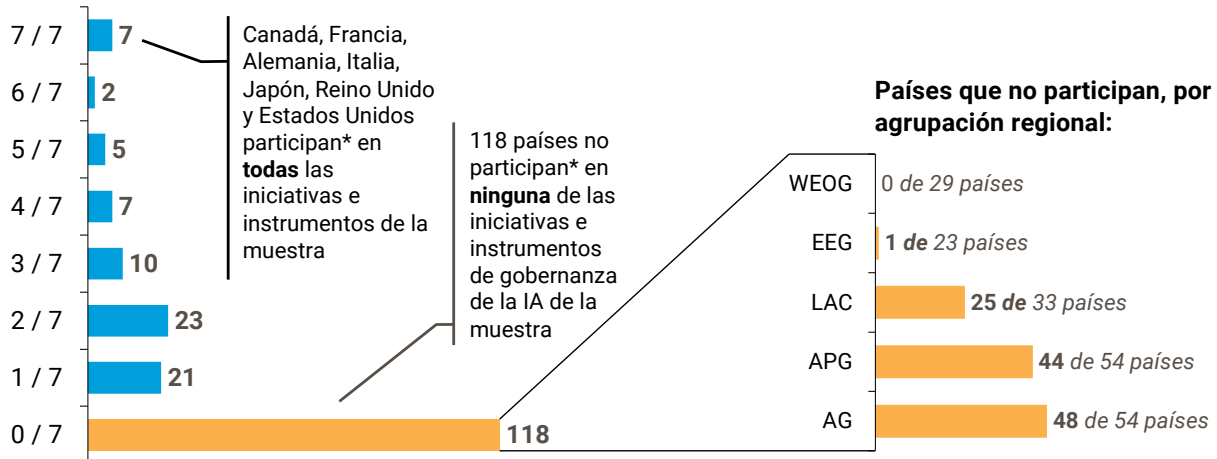 7 / 7
7
6 / 7
2
5 / 7
5
4 / 7
7
3 / 7
10
2 / 7
23
1 / 7
21
0 / 7
118
Canadá, Francia,
Alemania, Italia,
Japón, Reino Unido
y Estados Unidos
participan* en
todas las
iniciativas e
instrumentos de la
muestra
118 países no
participan* en
ninguna de las
iniciativas e
instrumentos
de gobernanza
de la IA de la
muestra
Países que no participan, por
agrupación regional:
WEOG
0 de 29 países
EEG
1 de 23 países
LAC
25 de 33 países
APG
44 de 54 países
AG
48 de 54 países